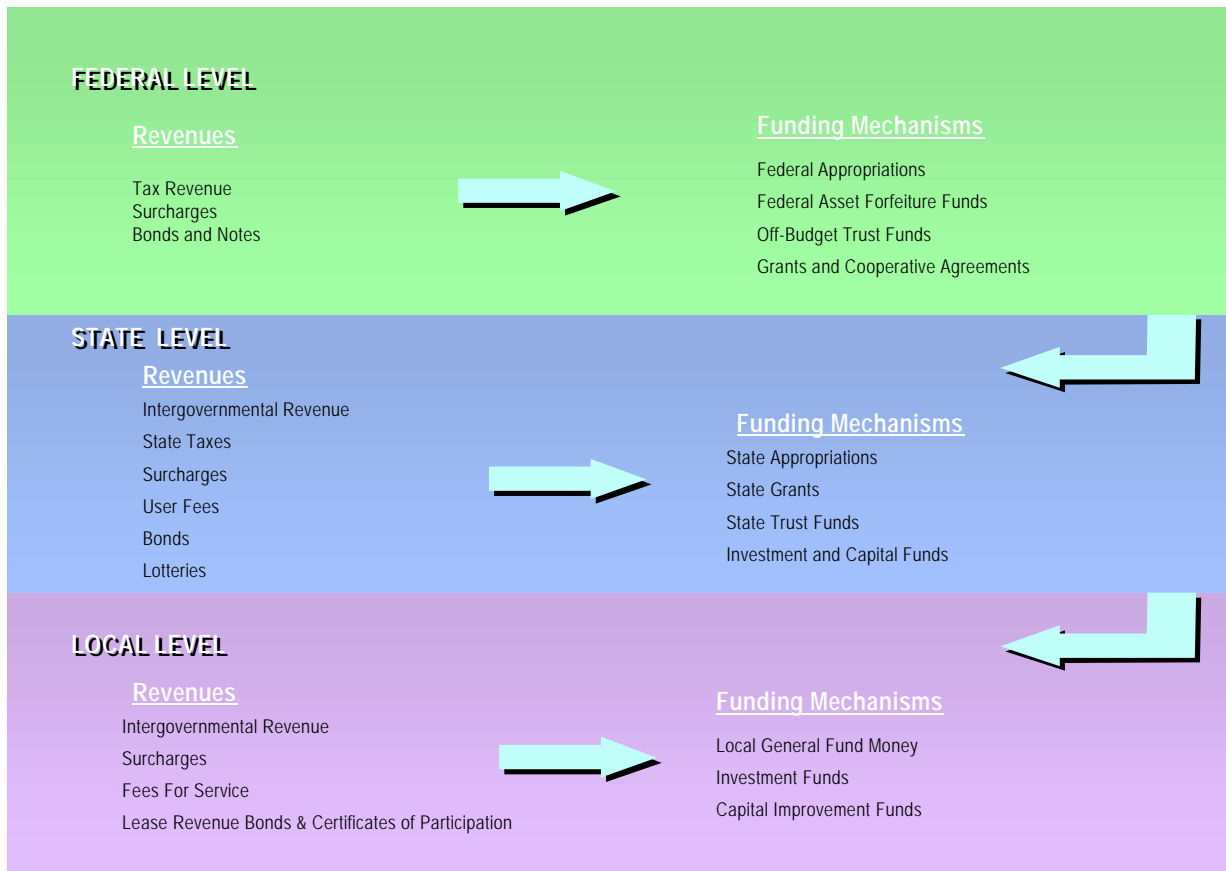 FEDERAL LEVEL
Revenues
Tax Revenue
Surcharges
Bonds and Notes
Funding Mechanisms
Federal Appropriations
Federal Asset Forfeiture Funds
Off-Budget Trust Funds
Grants and Cooperative Agreements
STATE LEVEL
Revenues
Intergovernmental Revenue
State Taxes
Surcharges
User Fees
Bonds
Lotteries
Funding Mechanisms
State Appropriations
State Grants
State Trust Funds
Investment and Capital Funds
LOCAL LEVEL
Revenues
Intergovernmental Revenue
Surcharges
Fees For Service
Lease Revenue Bonds & Certificates of Participation
Funding Mechanisms
Local General Fund Money
Investment Funds
Capital Improvement Funds